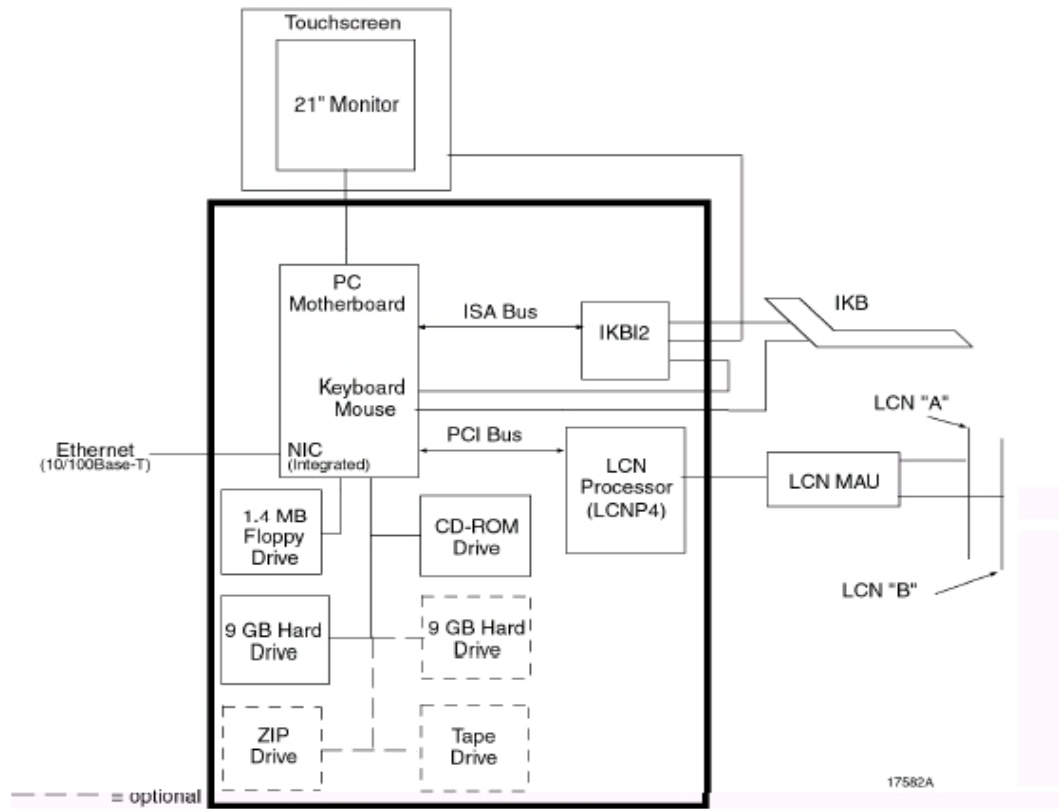 Touchscreen
21" Monitor
PC
Motherboard
ISA Bus
IKBI2
IKB
Keyboard
Mouse
LCN "A"
Ethernet
(10/100Base-T)
NIC
(Integrated)
PCI Bus
LCN
Processor
(LCNP4)
LCN MAU
1.4 MB
Floppy
Drive
CD-ROM
Drive
LCN "B"
9 GB Hard
Drive
9 GB Hard
Drive
ZIP
Drive
Tape
Drive
17582A
= optional